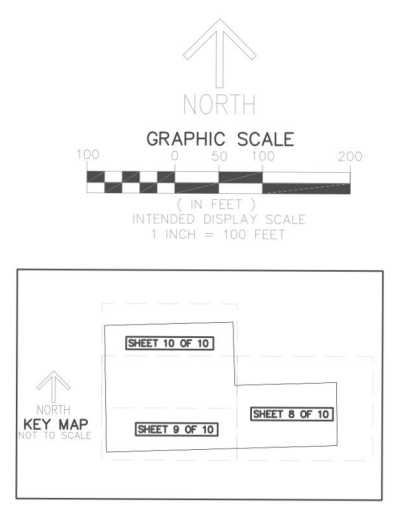 NORTH
GRAPHIC SCALE
100 0 50 100 200
( IN FEET )
INTENDED DISPLAY SCALE
1 INCH = 100 FEET
SHEET 10 OF 10
NORTH
KEY MAP
NOT TO SCALE
SHEET 8 OF 10
SHEET 9 OF 10